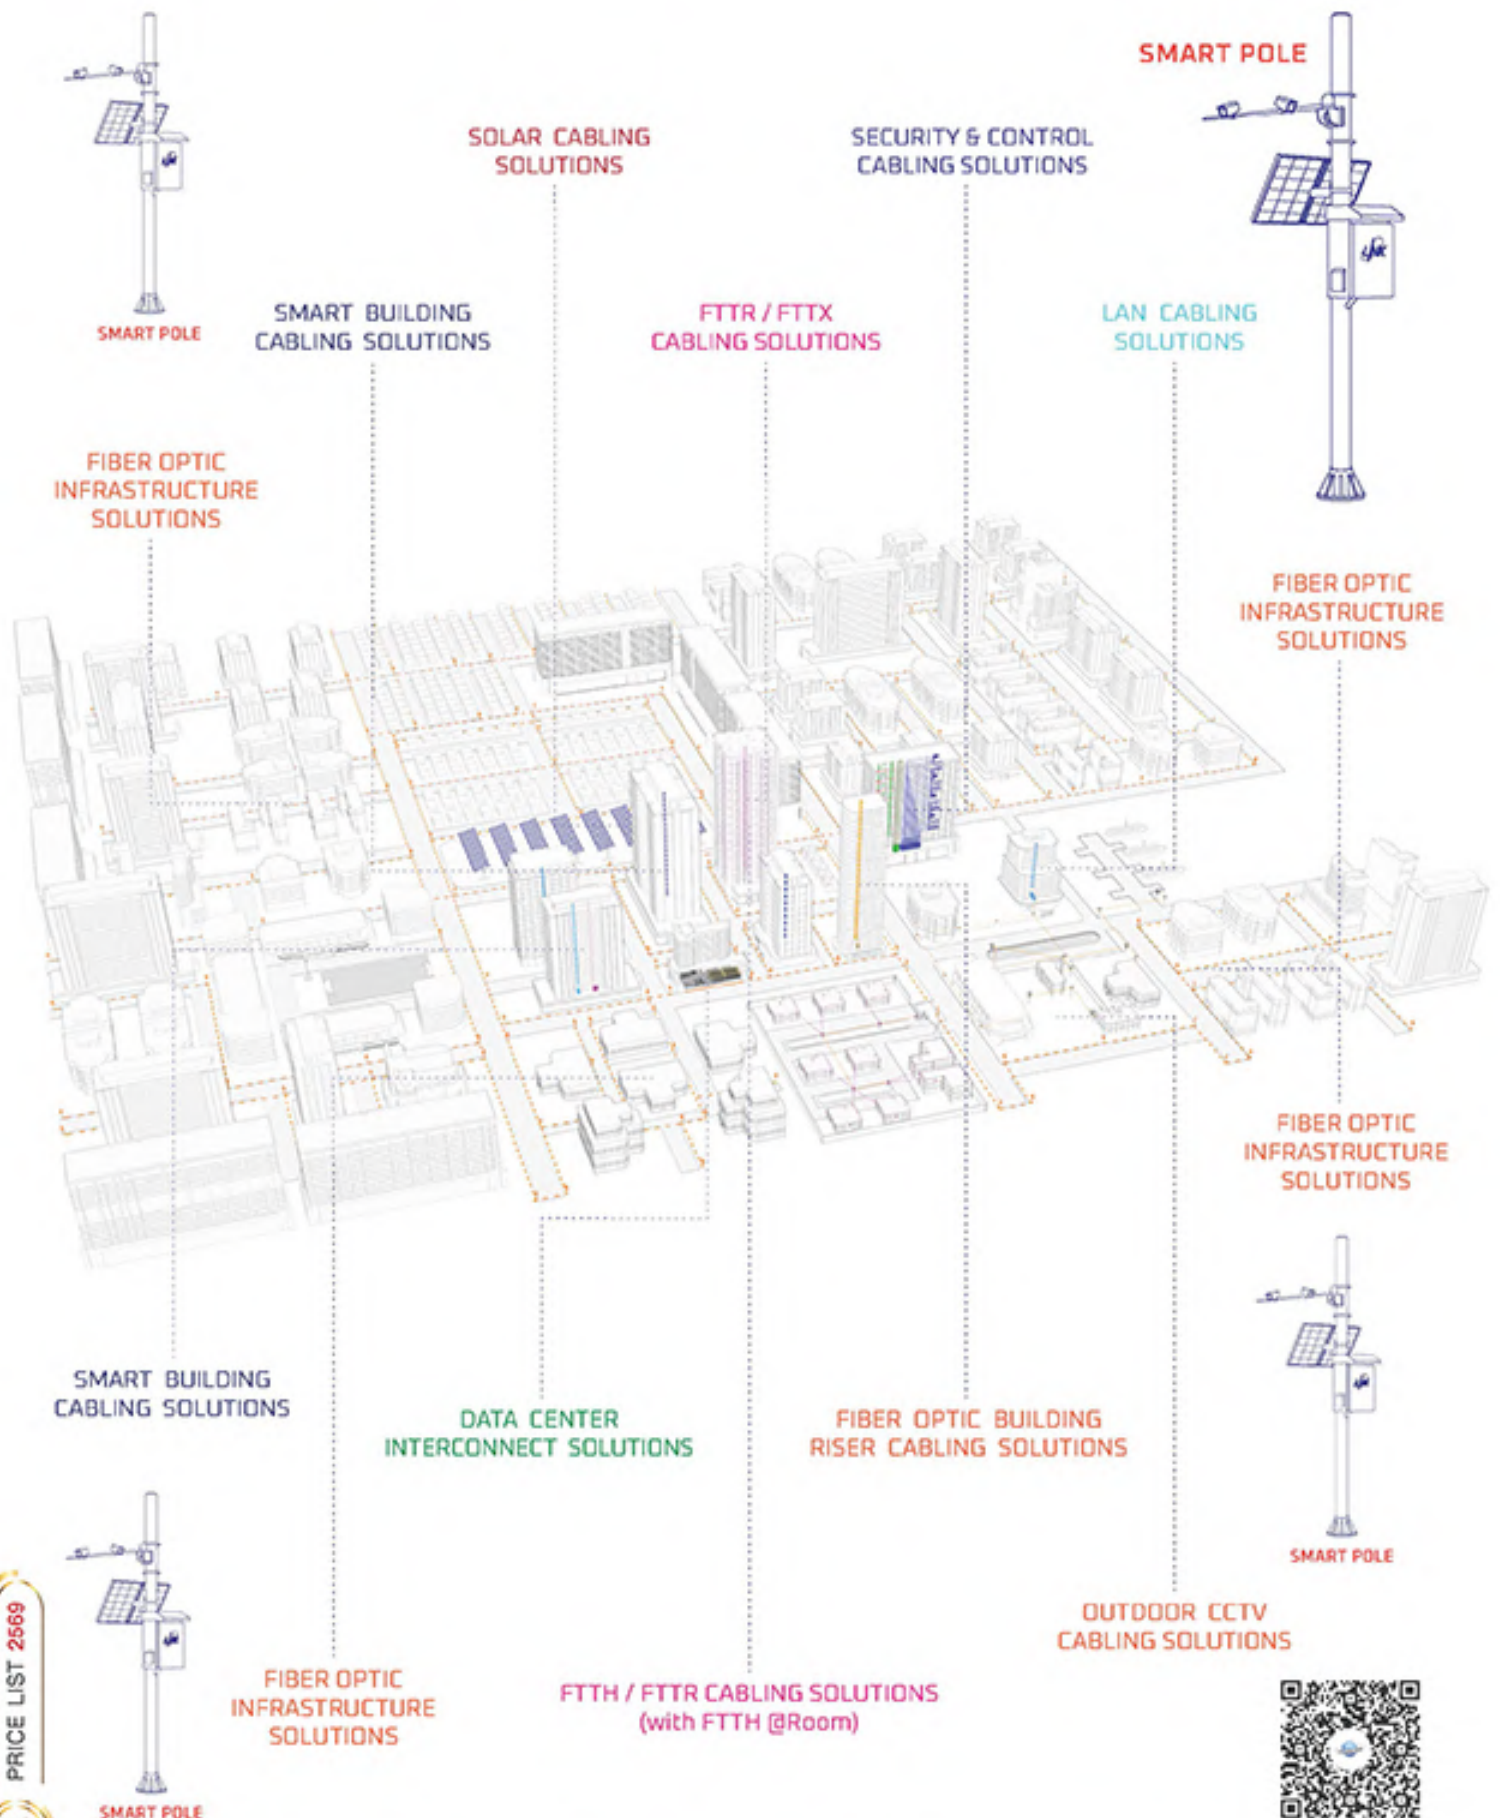 SMART POLE
SOLAR CABLING
SOLUTIONS
SECURITY & CONTROL
CABLING SOLUTIONS
SMART POLE
SMART BUILDING
CABLING SOLUTIONS
FTTR / FTTX
CABLING SOLUTIONS
LAN CABLING
SOLUTIONS
FIBER OPTIC
INFRASTRUCTURE
SOLUTIONS
FIBER OPTIC
INFRASTRUCTURE
SOLUTIONS
FIBER OPTIC
INFRASTRUCTURE
SOLUTIONS
SMART BUILDING
CABLING SOLUTIONS
DATA CENTER
INTERCONNECT SOLUTIONS
FIBER OPTIC BUILDING
RISER CABLING SOLUTIONS
SMART POLE
OUTDOOR CCTV
CABLING SOLUTIONS
FIBER OPTIC
INFRASTRUCTURE
SOLUTIONS
FTTH / FTTR CABLING SOLUTIONS
(with FTTH @Room)
PRICE LIST 2569
SMART POLE